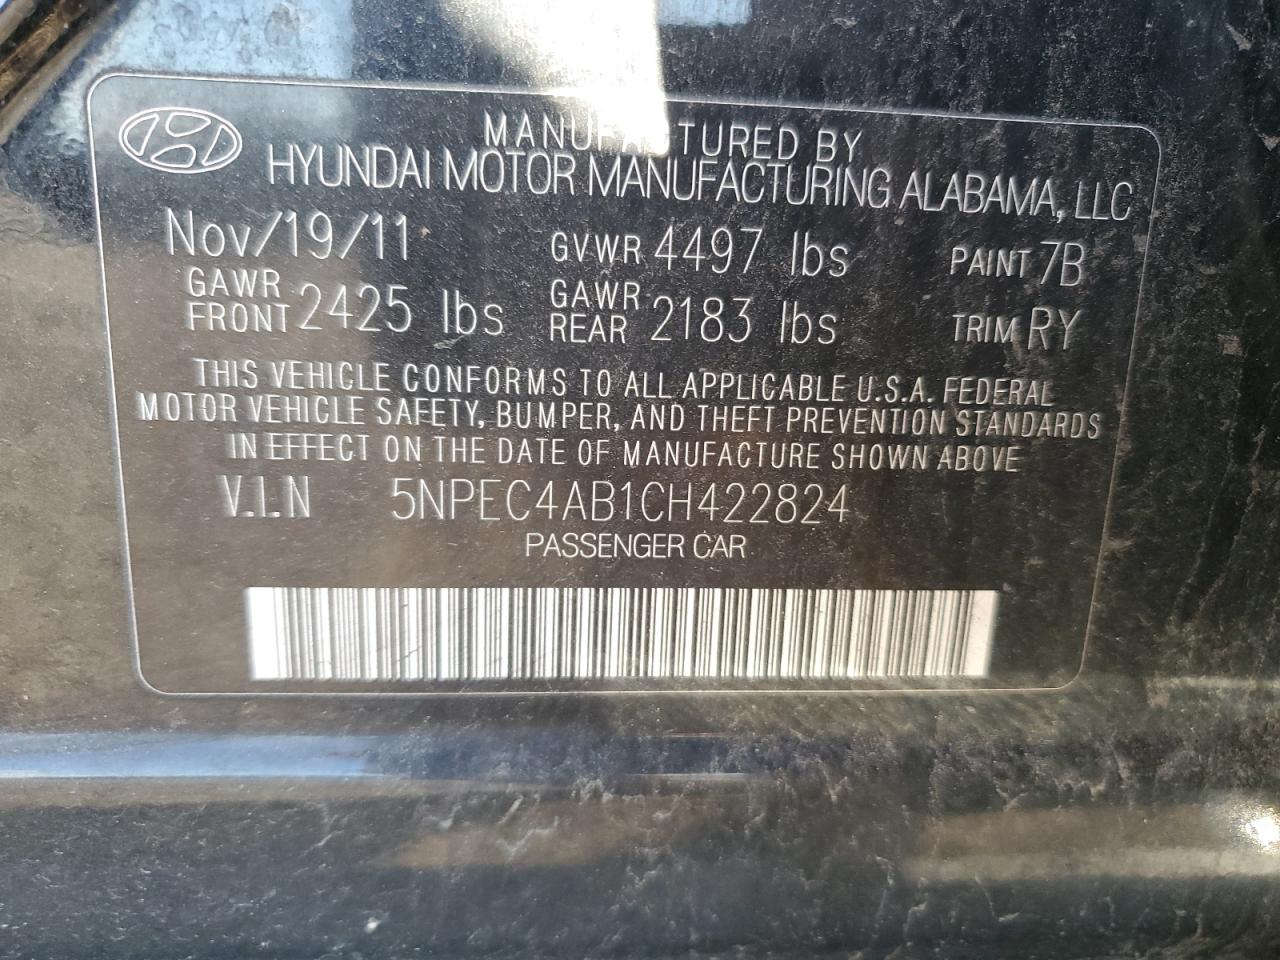 MANUFACTURED BY
HYUNDAI MOTOR MANUFACTURING ALABAMA, LLC
Nov/19/11 GVWR 4497 lbs PAINT 7B
GAWR FRONT 2425 lbs GAWR REAR 2183 lbs TRIM RY
THIS VEHICLE CONFORMS TO ALL APPLICABLE U.S.A. FEDERAL
MOTOR VEHICLE SAFETY, BUMPER, AND THEFT PREVENTION STANDARDS
IN EFFECT ON THE DATE OF MANUFACTURE SHOWN ABOVE
V.I.N 5NPEC4AB1CH422824
PASSENGER CAR